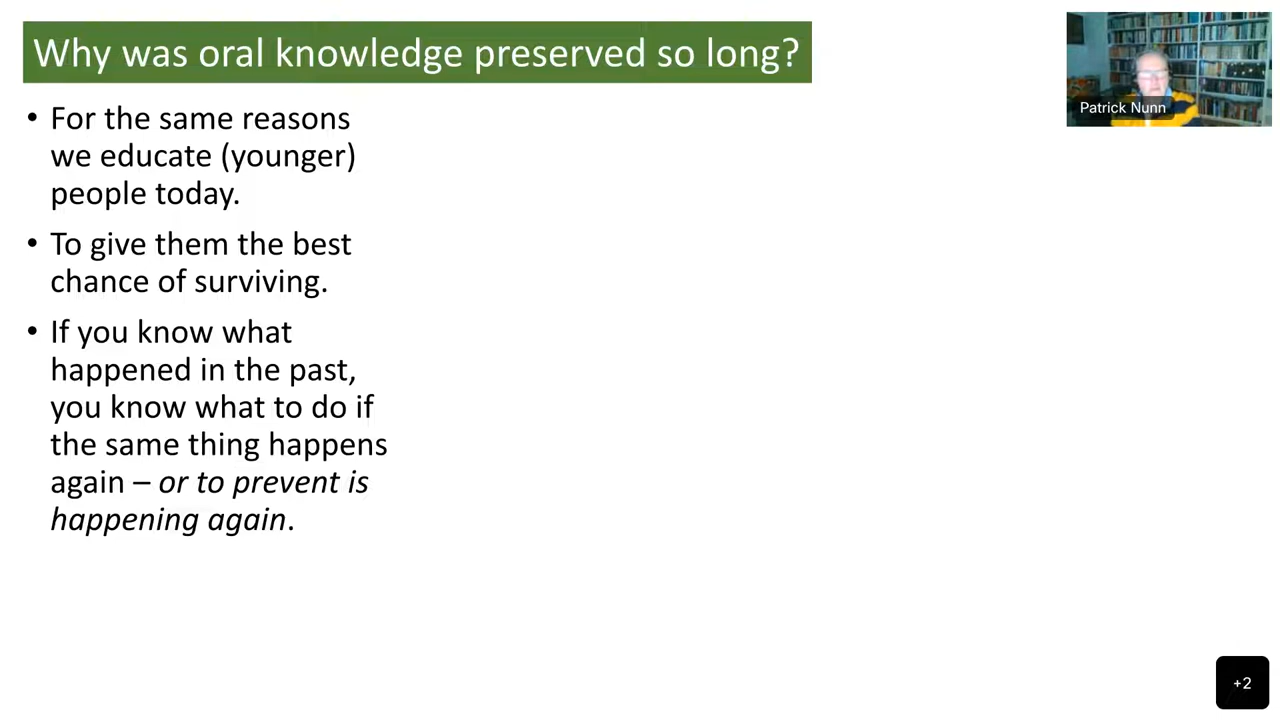 Why was oral knowledge preserved so long?
Patrick Nunn
• For the same reasons
we educate (younger)
people today.
• To give them the best
chance of surviving.
• If you know what
happened in the past,
you know what to do if
the same thing happens
again – or to prevent is
happening again.
+2